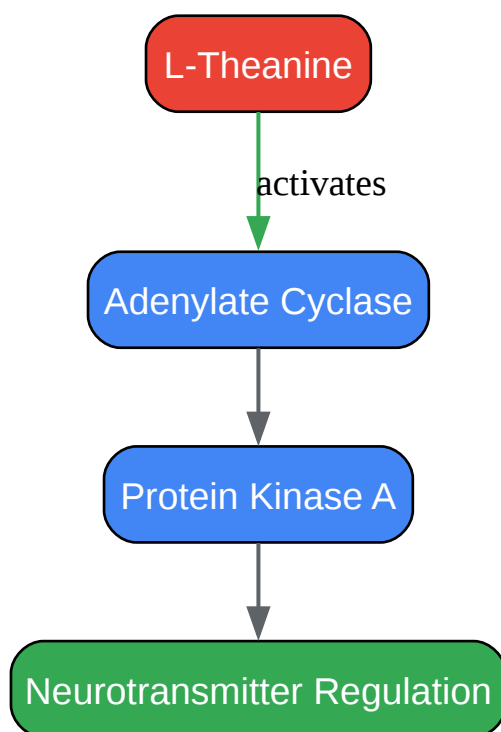 L-Theanine
activates
Adenylate Cyclase
Protein Kinase A
Neurotransmitter Regulation